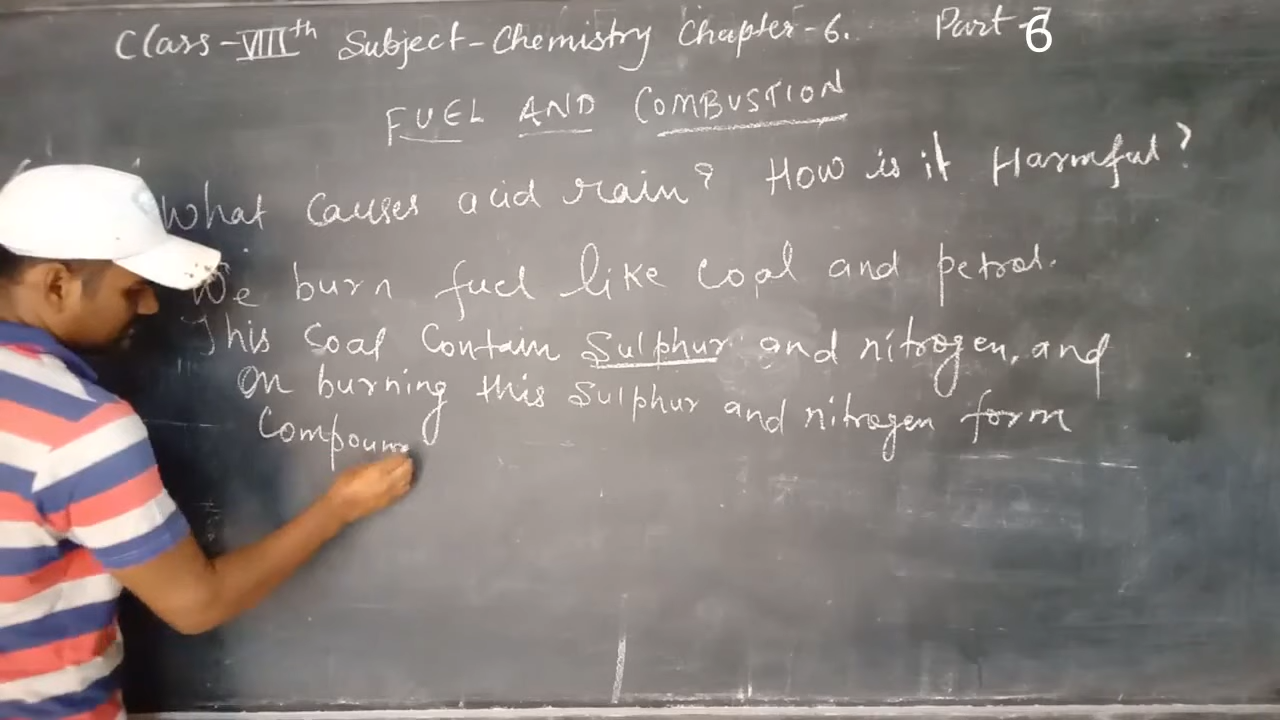 Class-VIIIth Subject-Chemistry Chapter-6. Part-6
FUEL AND COMBUSTION
What causes acid rain? How is it Harmful?
We burn fuel like Coal and petrol.
This Coal Contain Sulphur and nitrogen, and
On burning this Sulphur and nitrogen form
Compoun